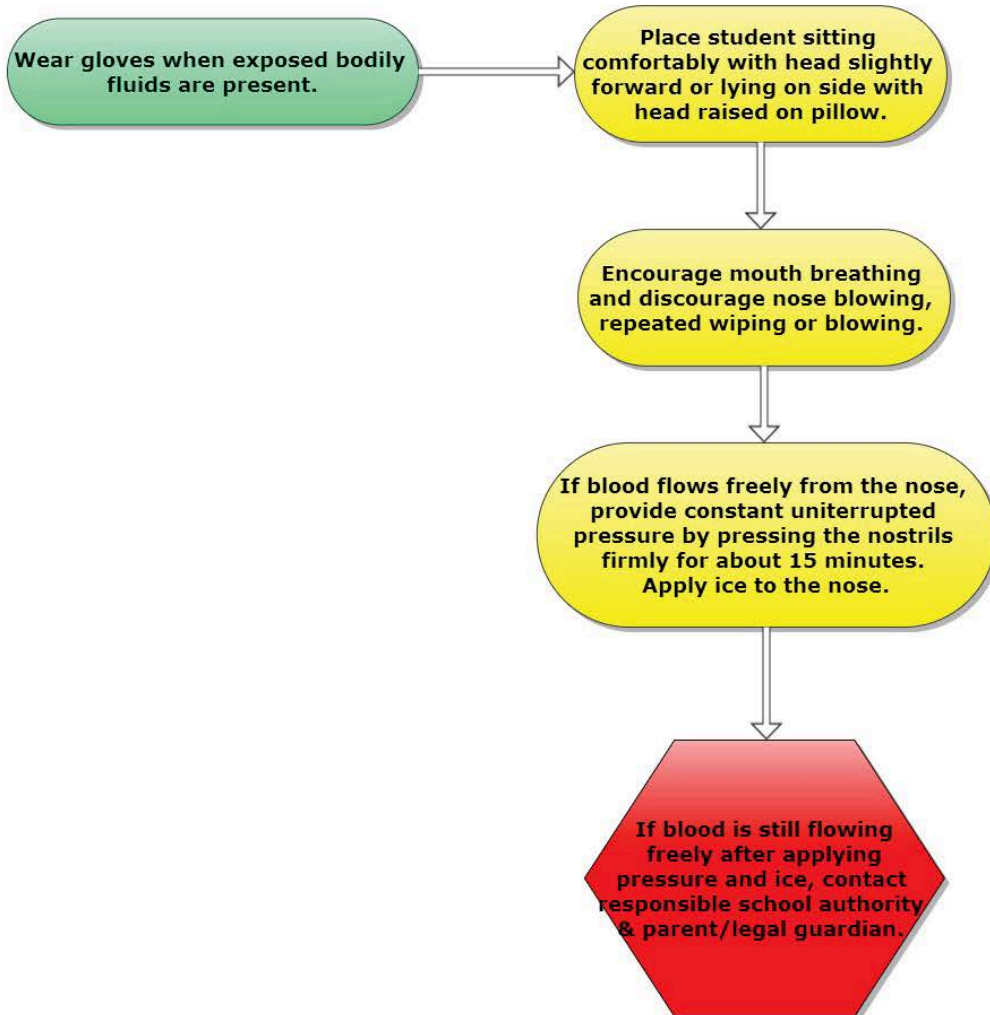 Wear gloves when exposed bodily
fluids are present.
Place student sitting
comfortably with head slightly
forward or lying on side with
head raised on pillow.
Encourage mouth breathing
and discourage nose blowing,
repeated wiping or blowing.
If blood flows freely from the nose,
provide constant uniterrupted
pressure by pressing the nostrils
firmly for about 15 minutes.
Apply ice to the nose.
If blood is still flowing
freely after applying
pressure and ice, contact
responsible school authority
& parent/legal guardian.